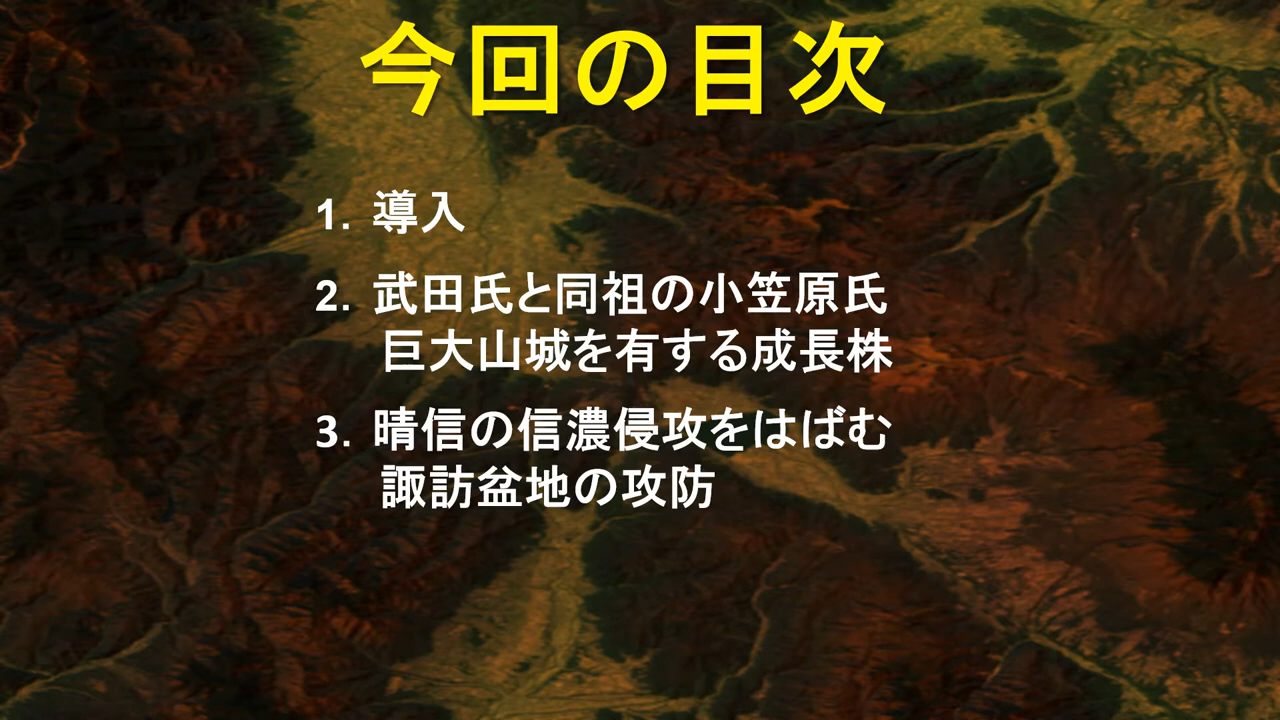 今回の目次
1. 導入
2. 武田氏と同祖の小笠原氏
巨大山城を有する成長株
3. 晴信の信濃侵攻をはばむ
諏訪盆地の攻防